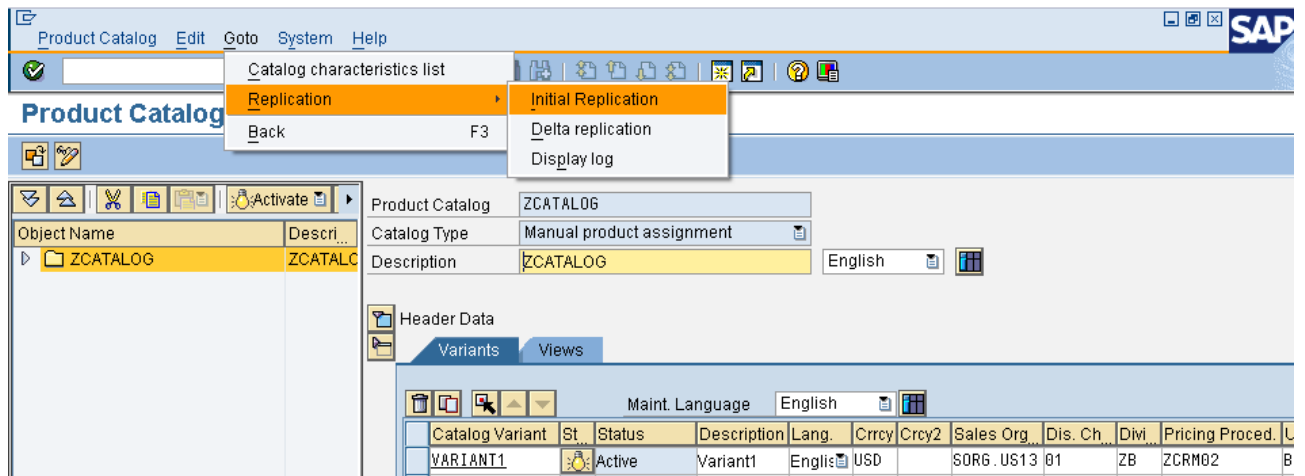 SAP
Product Catalog Edit Goto System Help
Catalog characteristics list
Replication Initial Replication
Product Catalog
Back F3 Delta replication
Display log
Activate
Product Catalog ZCATALOG
Object Name Descri... Catalog Type Manual product assignment
ZCATALOG ZCATALC Description ZCATALOG English
Header Data
Variants Views
Maint. Language English
Catalog Variant St... Status Description Lang. Crrcy Crcy2 Sales Org... Dis. Ch... Divi... Pricing Proced. U
VARIANT1 Active Variant1 Englis USD SORG.US13 01 ZB ZCRM02 B